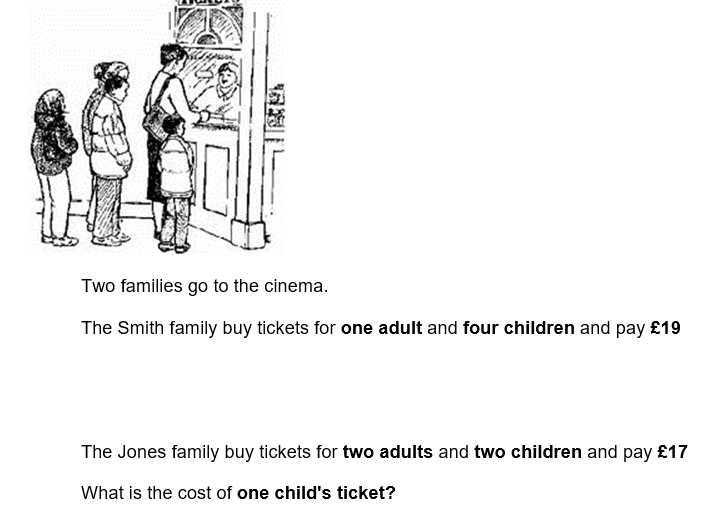 Two families go to the cinema.
The Smith family buy tickets for one adult and four children and pay £19
The Jones family buy tickets for two adults and two children and pay £17
What is the cost of one child's ticket?